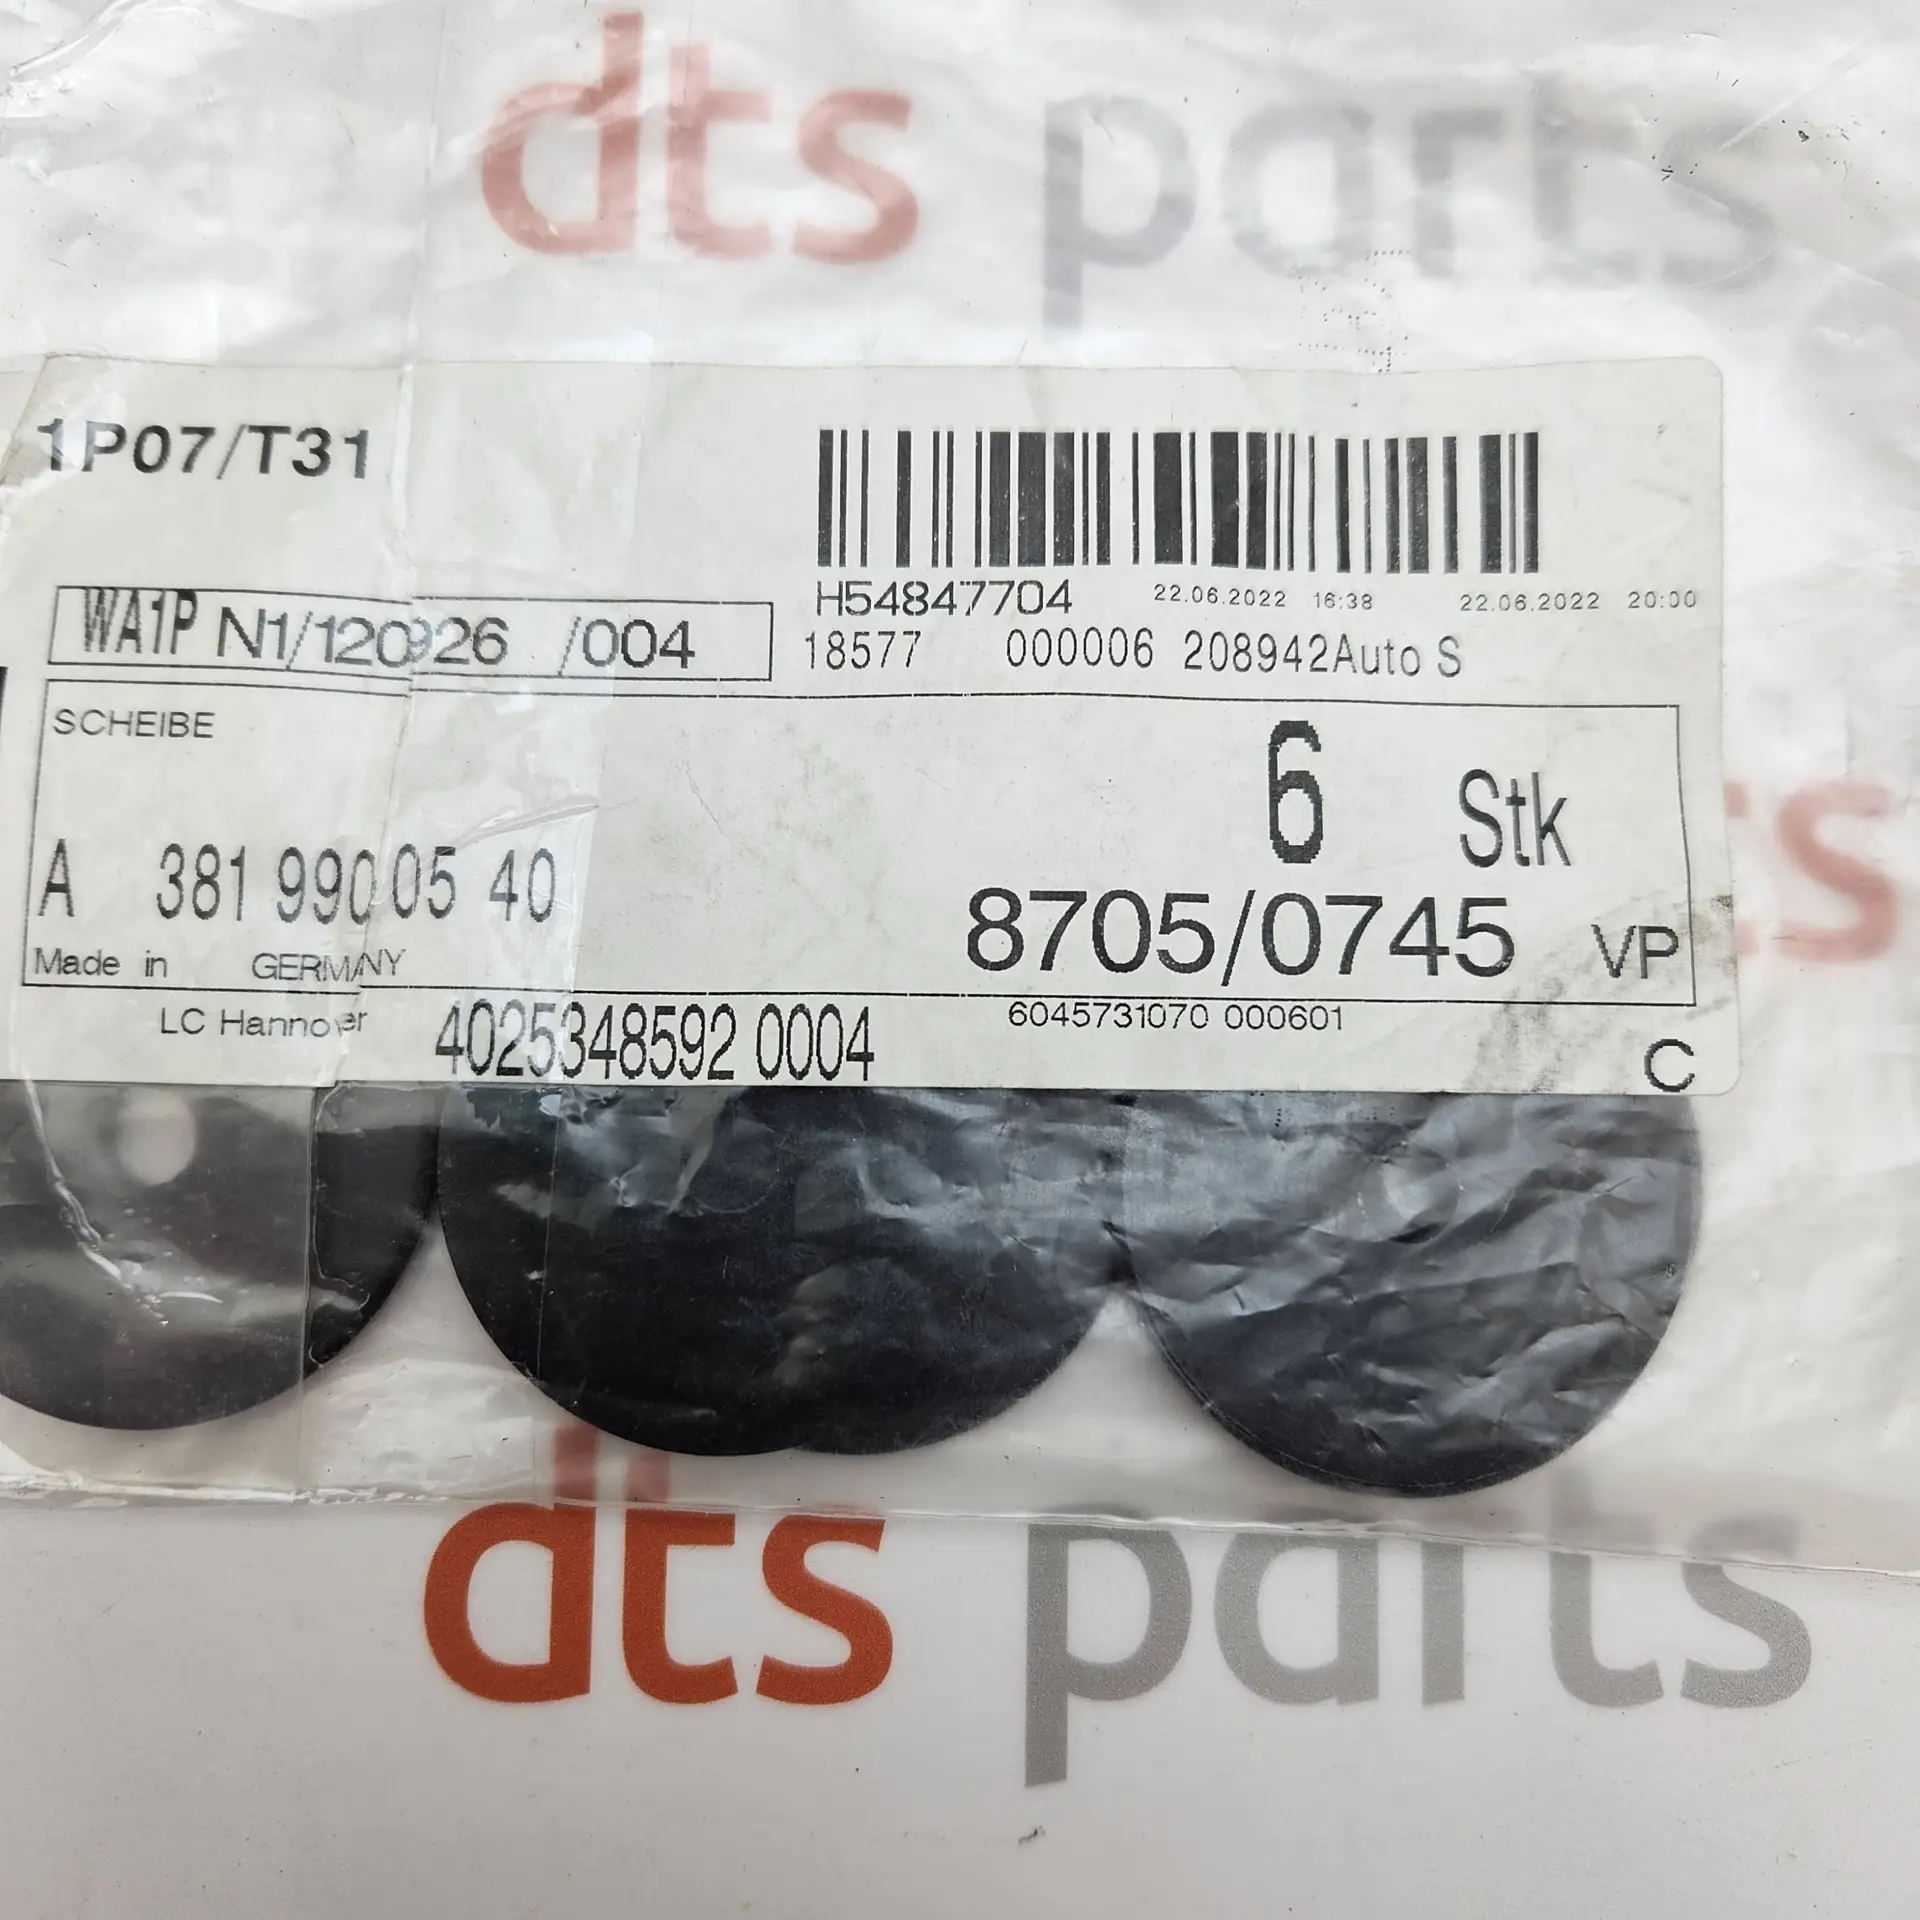 dts parts
1P07/T31
H54847704 22.06.2022 16:38 22.06.2022 20:00
WA1P N1/120926 /004
18577 000006 208942Auto S
SCHEIBE
6 Stk
A 381 990 05 40
8705/0745 VP
Made in GERMANY
LC Hannover 4025348592 0004
6045731070 000601
C
ts
dts parts